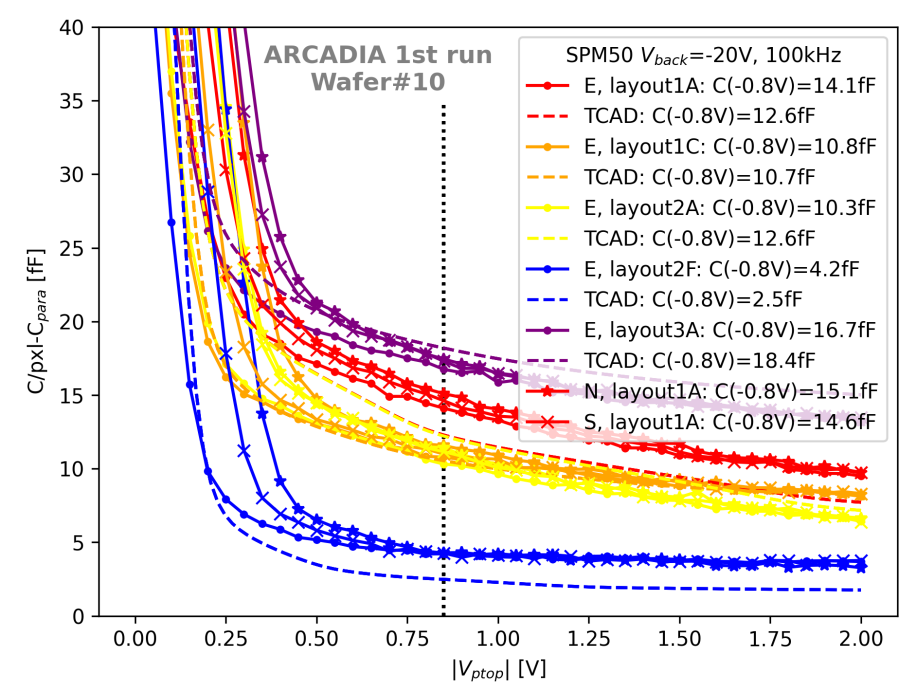 ARCADIA 1st run
Wafer#10
SPM50 V_back=-20V, 100kHz
E, layout1A: C(-0.8V)=14.1fF
TCAD: C(-0.8V)=12.6fF
E, layout1C: C(-0.8V)=10.8fF
TCAD: C(-0.8V)=10.7fF
E, layout2A: C(-0.8V)=10.3fF
TCAD: C(-0.8V)=12.6fF
E, layout2F: C(-0.8V)=4.2fF
TCAD: C(-0.8V)=2.5fF
E, layout3A: C(-0.8V)=16.7fF
TCAD: C(-0.8V)=18.4fF
N, layout1A: C(-0.8V)=15.1fF
S, layout1A: C(-0.8V)=14.6fF
C/pxl-C_para [fF]
40
35
30
25
20
15
10
5
0
0.00 0.25 0.50 0.75 1.00 1.25 1.50 1.75 2.00
|V_ptop| [V]